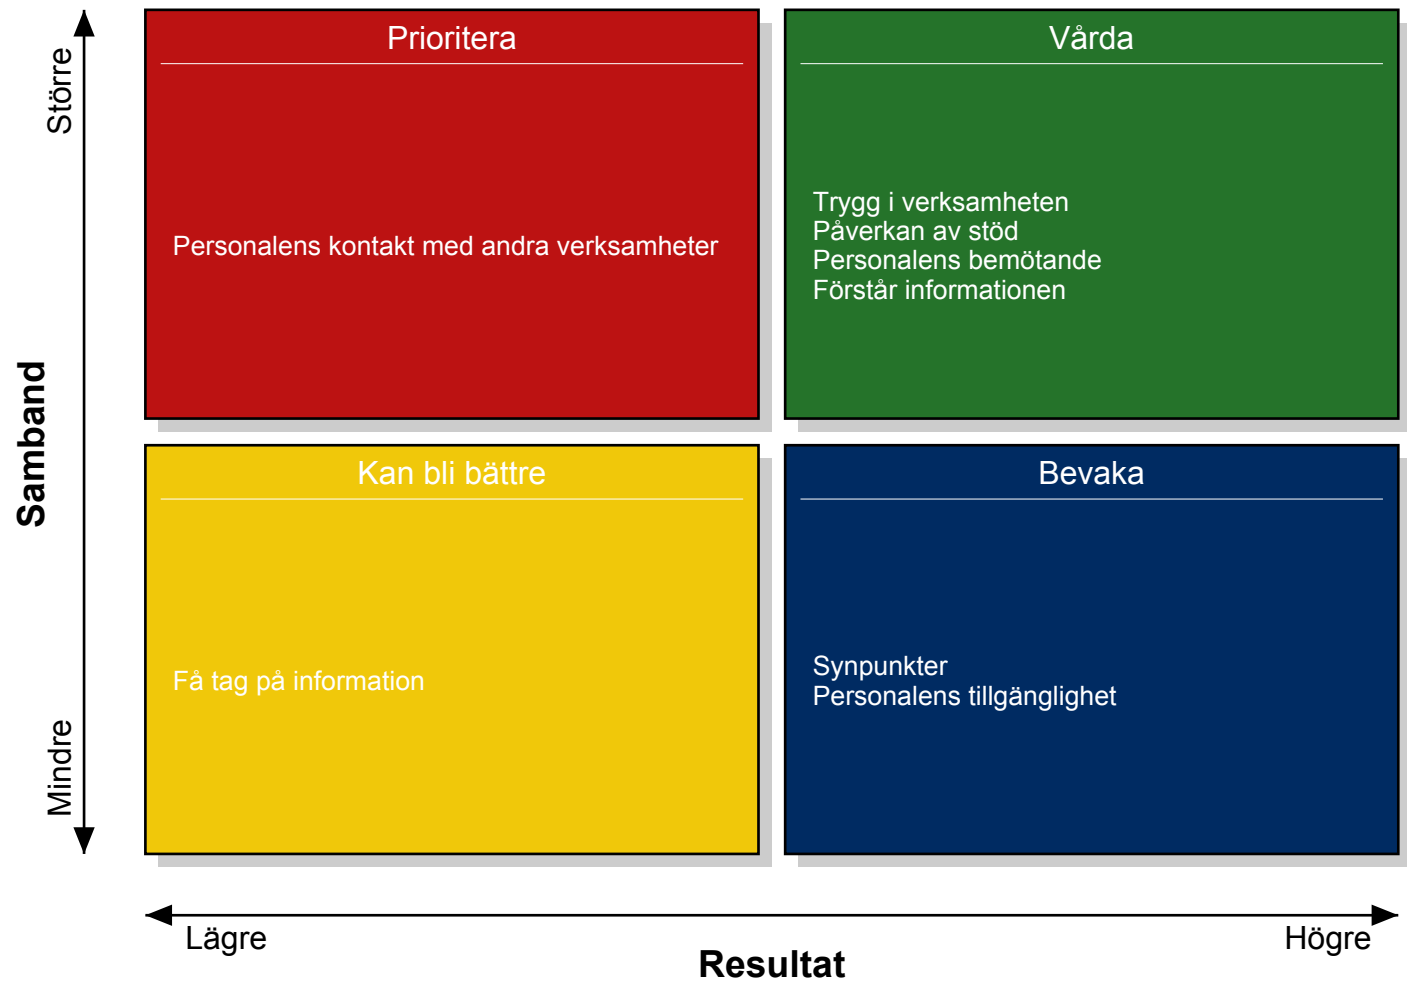 Större
Samband
Mindre
Prioritera
Personalens kontakt med andra verksamheter
Vårda
Trygg i verksamheten
Påverkan av stöd
Personalens bemötande
Förstår informationen
Kan bli bättre
Få tag på information
Bevaka
Synpunkter
Personalens tillgänglighet
Lägre
Högre
Resultat